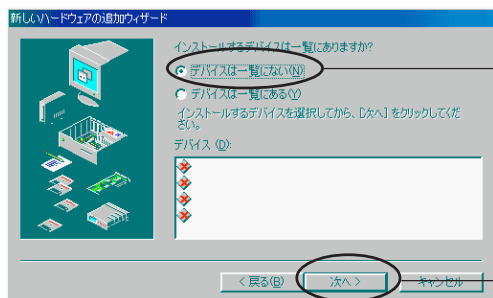 新しいハードウェアの追加ウィザード
インストールするデバイスは一覧にありますか?
デバイスは一覧にない(N)
デバイスは一覧にある(Y)
インストールするデバイスを選択してから、[次へ] をクリックしてくだ
さい。
デバイス (D):
< 戻る(B)
次へ >
キャンセル